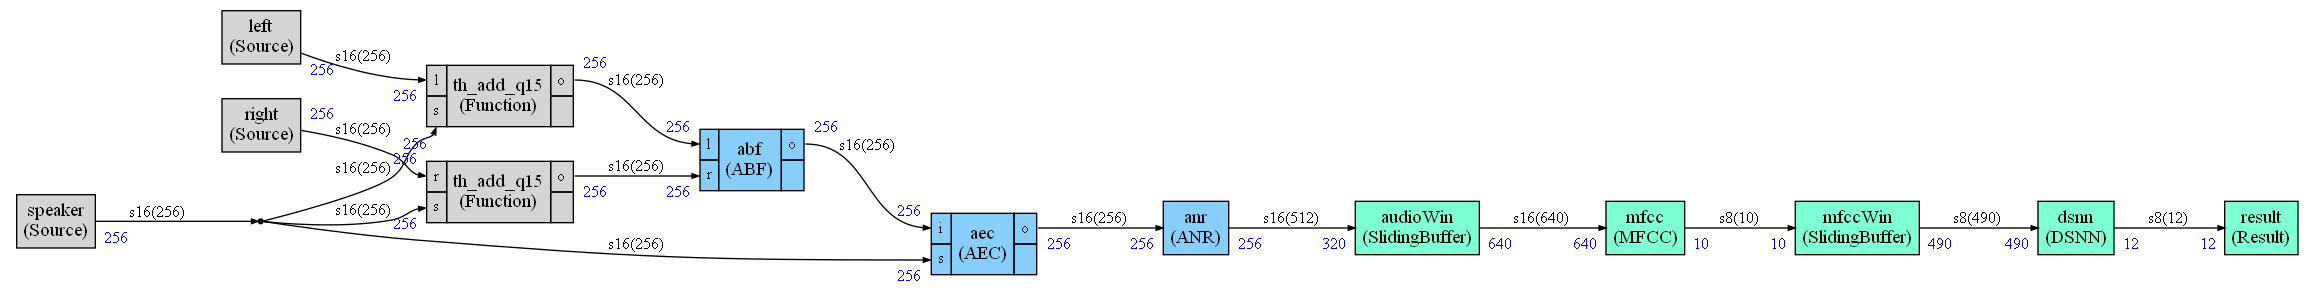 left
(Source)
256
s16(256)
right
(Source)
256
s16(256)
speaker
(Source)
256
s16(256)
s16(256)
s16(256)
s16(256)
256
l
s
th_add_q15
(Function)
o
256
s16(256)
256
256
r
s
th_add_q15
(Function)
o
256
s16(256)
256
256
256
l
r
abf
(ABF)
o
256
s16(256)
256
256
i
s
aec
(AEC)
o
256
s16(256)
256
anr
(ANR)
256
s16(512)
320
audioWin
(SlidingBuffer)
640
s16(640)
640
mfcc
(MFCC)
10
s8(10)
10
mfccWin
(SlidingBuffer)
490
s8(490)
490
dsnn
(DSNN)
12
s8(12)
12
result
(Result)